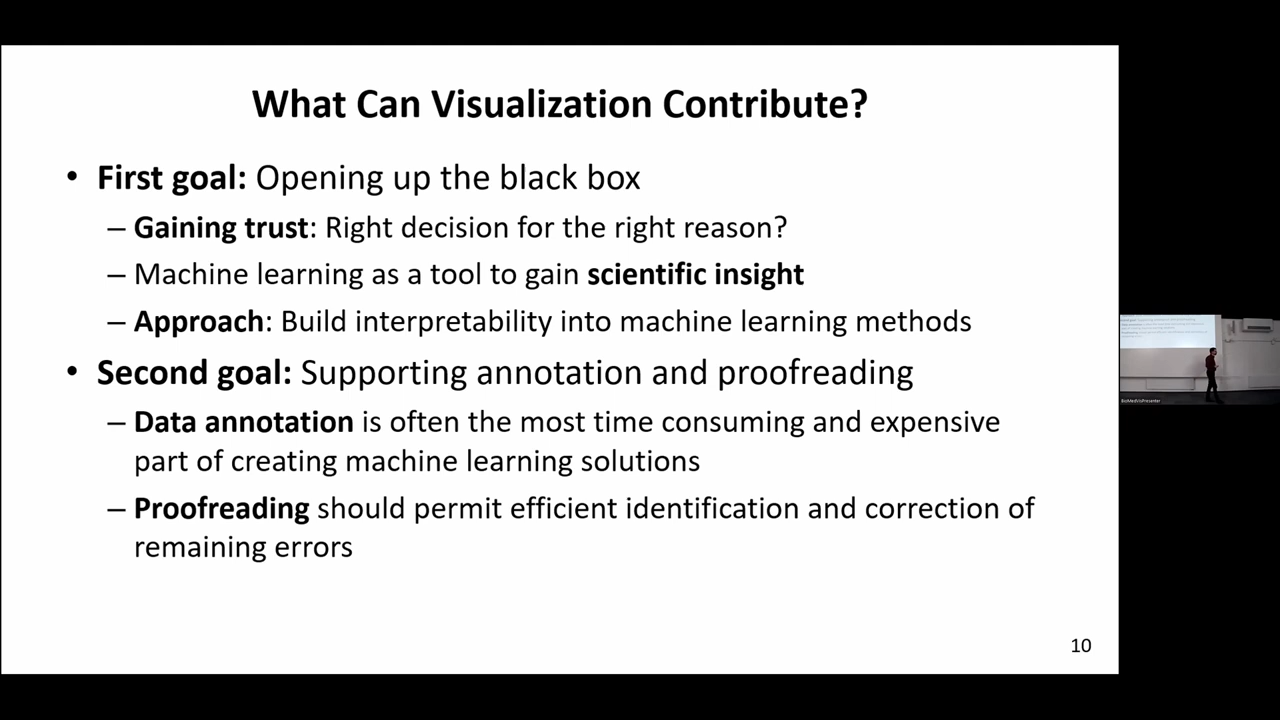 What Can Visualization Contribute?
• First goal: Opening up the black box
– Gaining trust: Right decision for the right reason?
– Machine learning as a tool to gain scientific insight
– Approach: Build interpretability into machine learning methods
• Second goal: Supporting annotation and proofreading
– Data annotation is often the most time consuming and expensive
part of creating machine learning solutions
– Proofreading should permit efficient identification and correction of
remaining errors
10
BioMedVisPresenter